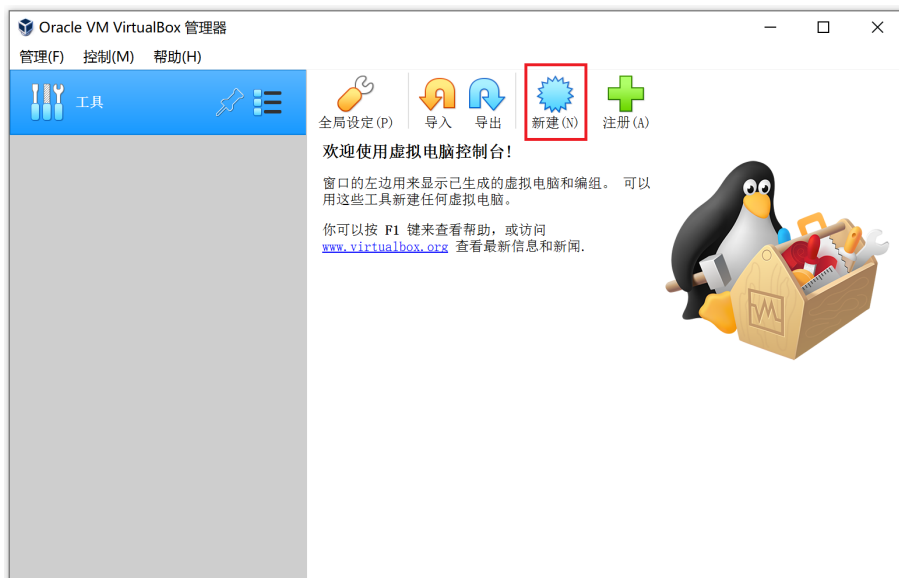 Oracle VM VirtualBox 管理器
管理(F) 控制(M) 帮助(H)
工具
全局设定(P) 导入 导出 新建(N) 注册(A)
欢迎使用虚拟电脑控制台!
窗口的左边用来显示已生成的虚拟电脑和编组。 可以
用这些工具新建任何虚拟电脑。
你可以按 F1 键来查看帮助, 或访问
www.virtualbox.org 查看最新信息和新闻.